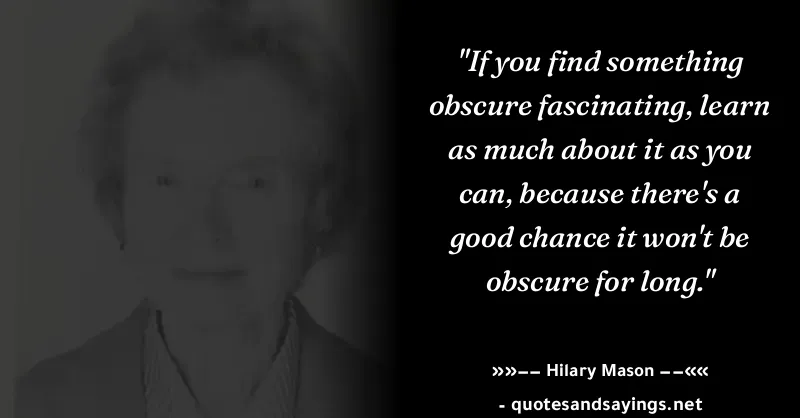 "If you find something
obscure fascinating, learn
as much about it as you
can, because there's a
good chance it won't be
obscure for long."
»»–– Hilary Mason ––««
- quotesandsayings.net